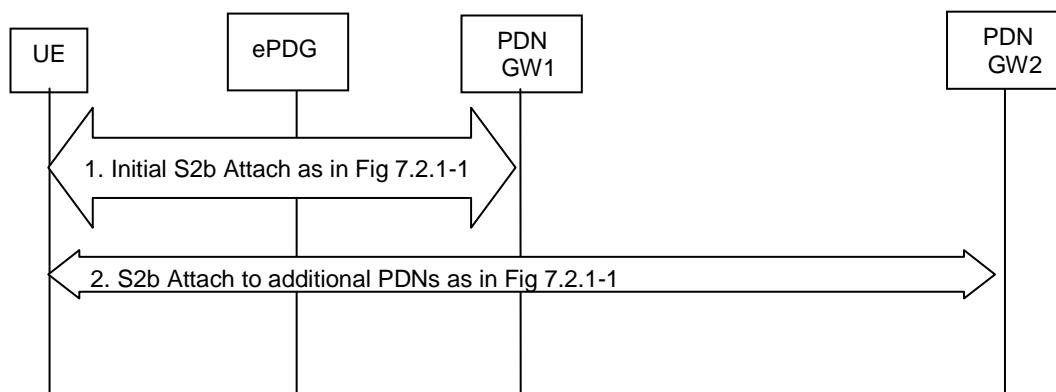 UE
ePDG
PDN
GW1
PDN
GW2
1. Initial S2b Attach as in Fig 7.2.1-1
2. S2b Attach to additional PDNs as in Fig 7.2.1-1